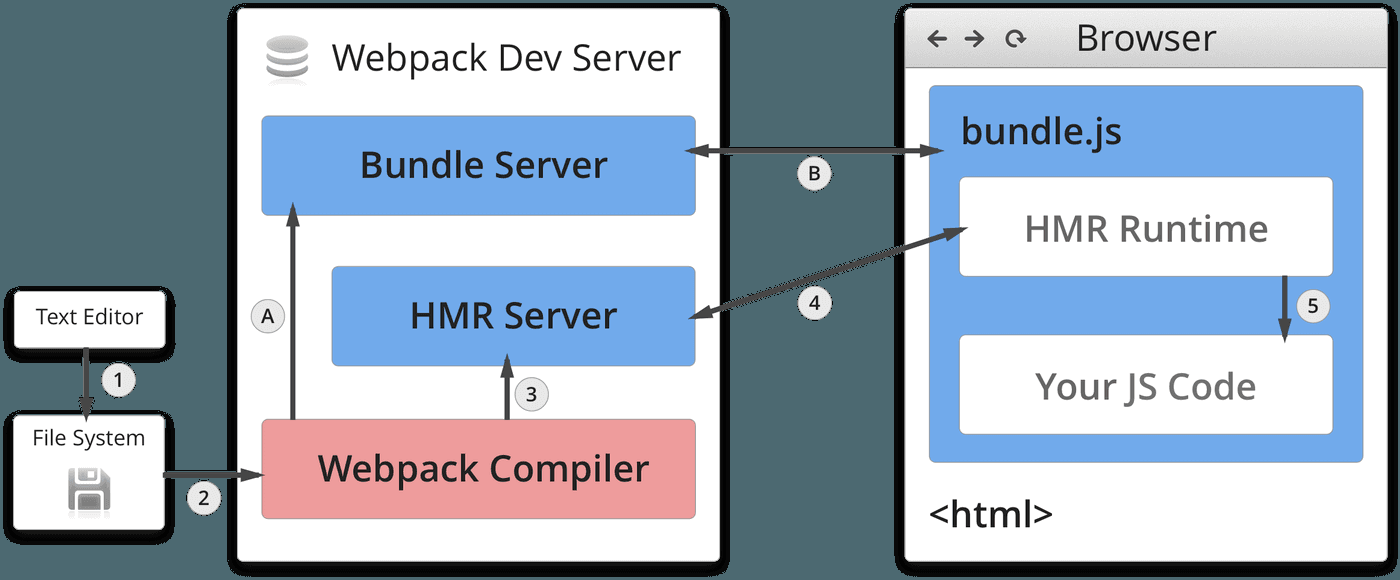 Webpack Dev Server
Bundle Server
A
HMR Server
3
Webpack Compiler
Text Editor
1
File System
2
B
4
Browser
bundle.js
HMR Runtime
5
Your JS Code
<html>